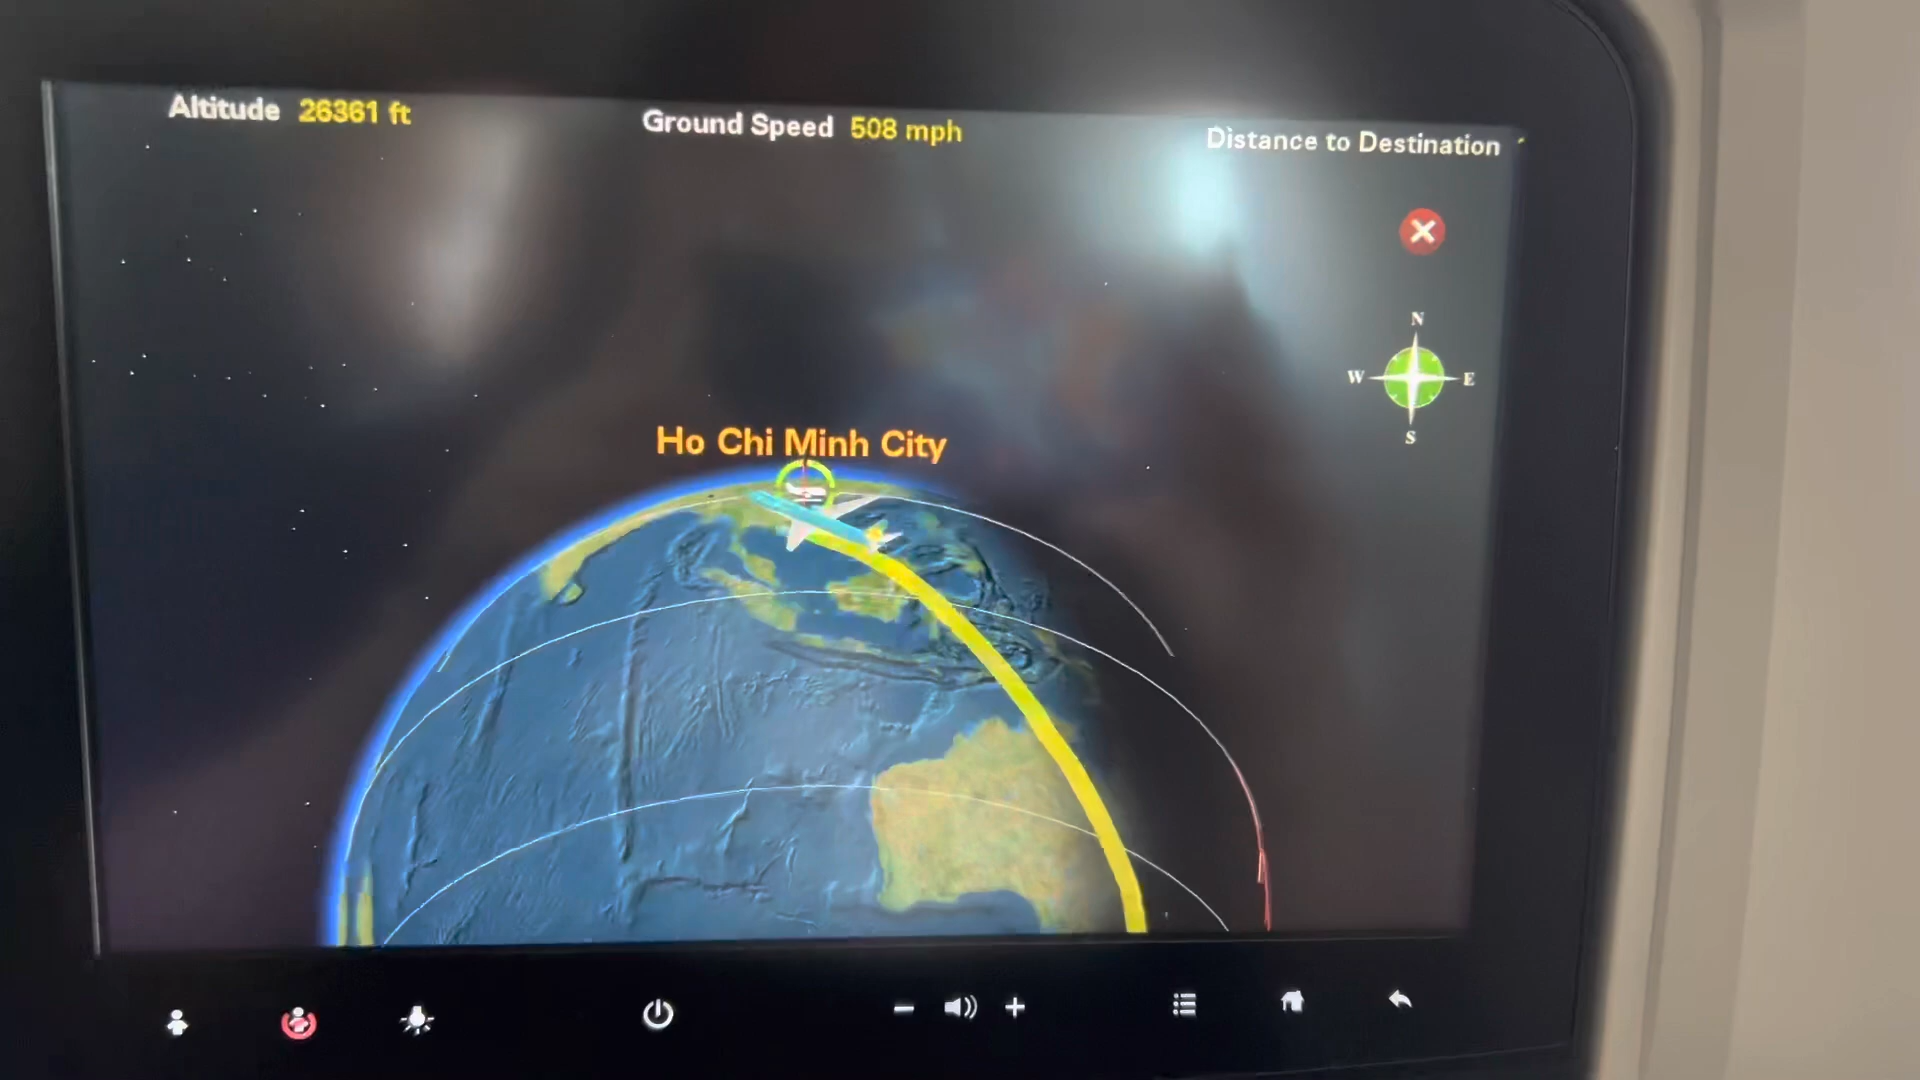 Altitude 26361 ft
Ground Speed 508 mph
Distance to Destination
N
W E
S
Ho Chi Minh City